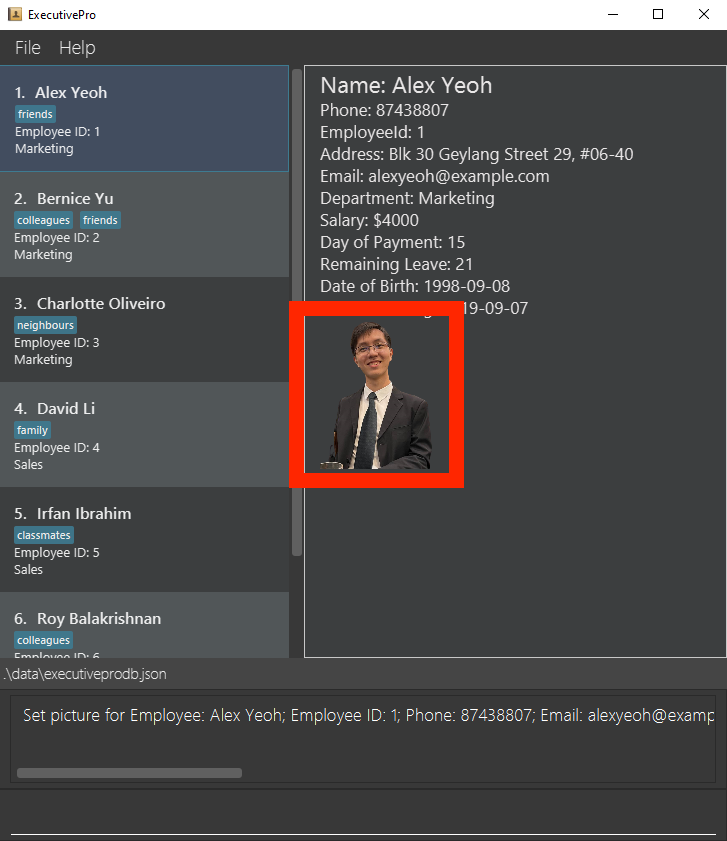 ExecutivePro
File Help
1. Alex Yeoh
friends
Employee ID: 1
Marketing
2. Bernice Yu
colleagues friends
Employee ID: 2
Marketing
3. Charlotte Oliveiro
neighbours
Employee ID: 3
Marketing
4. David Li
family
Employee ID: 4
Sales
5. Irfan Ibrahim
classmates
Employee ID: 5
Sales
6. Roy Balakrishnan
colleagues
Employee ID: 6
Name: Alex Yeoh
Phone: 87438807
EmployeeId: 1
Address: Blk 30 Geylang Street 29, #06-40
Email: alexyeoh@example.com
Department: Marketing
Salary: $4000
Day of Payment: 15
Remaining Leave: 21
Date of Birth: 1998-09-08
19-09-07
.\data\executiveprodb.json
Set picture for Employee: Alex Yeoh; Employee ID: 1; Phone: 87438807; Email: alexyeoh@examp